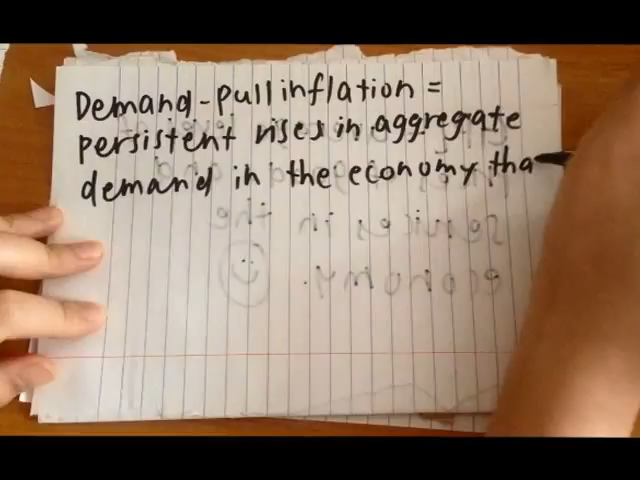 Demand-pull inflation =
persistent rises in aggregate
demand in the economy tha